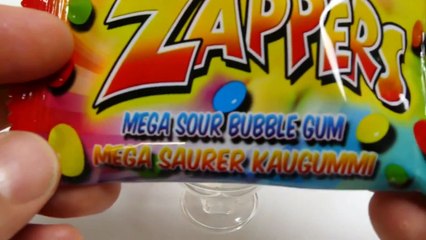 ZAPPERS
MEGA SOUR BUBBLE GUM
MEGA SAURER KAUGUMMI